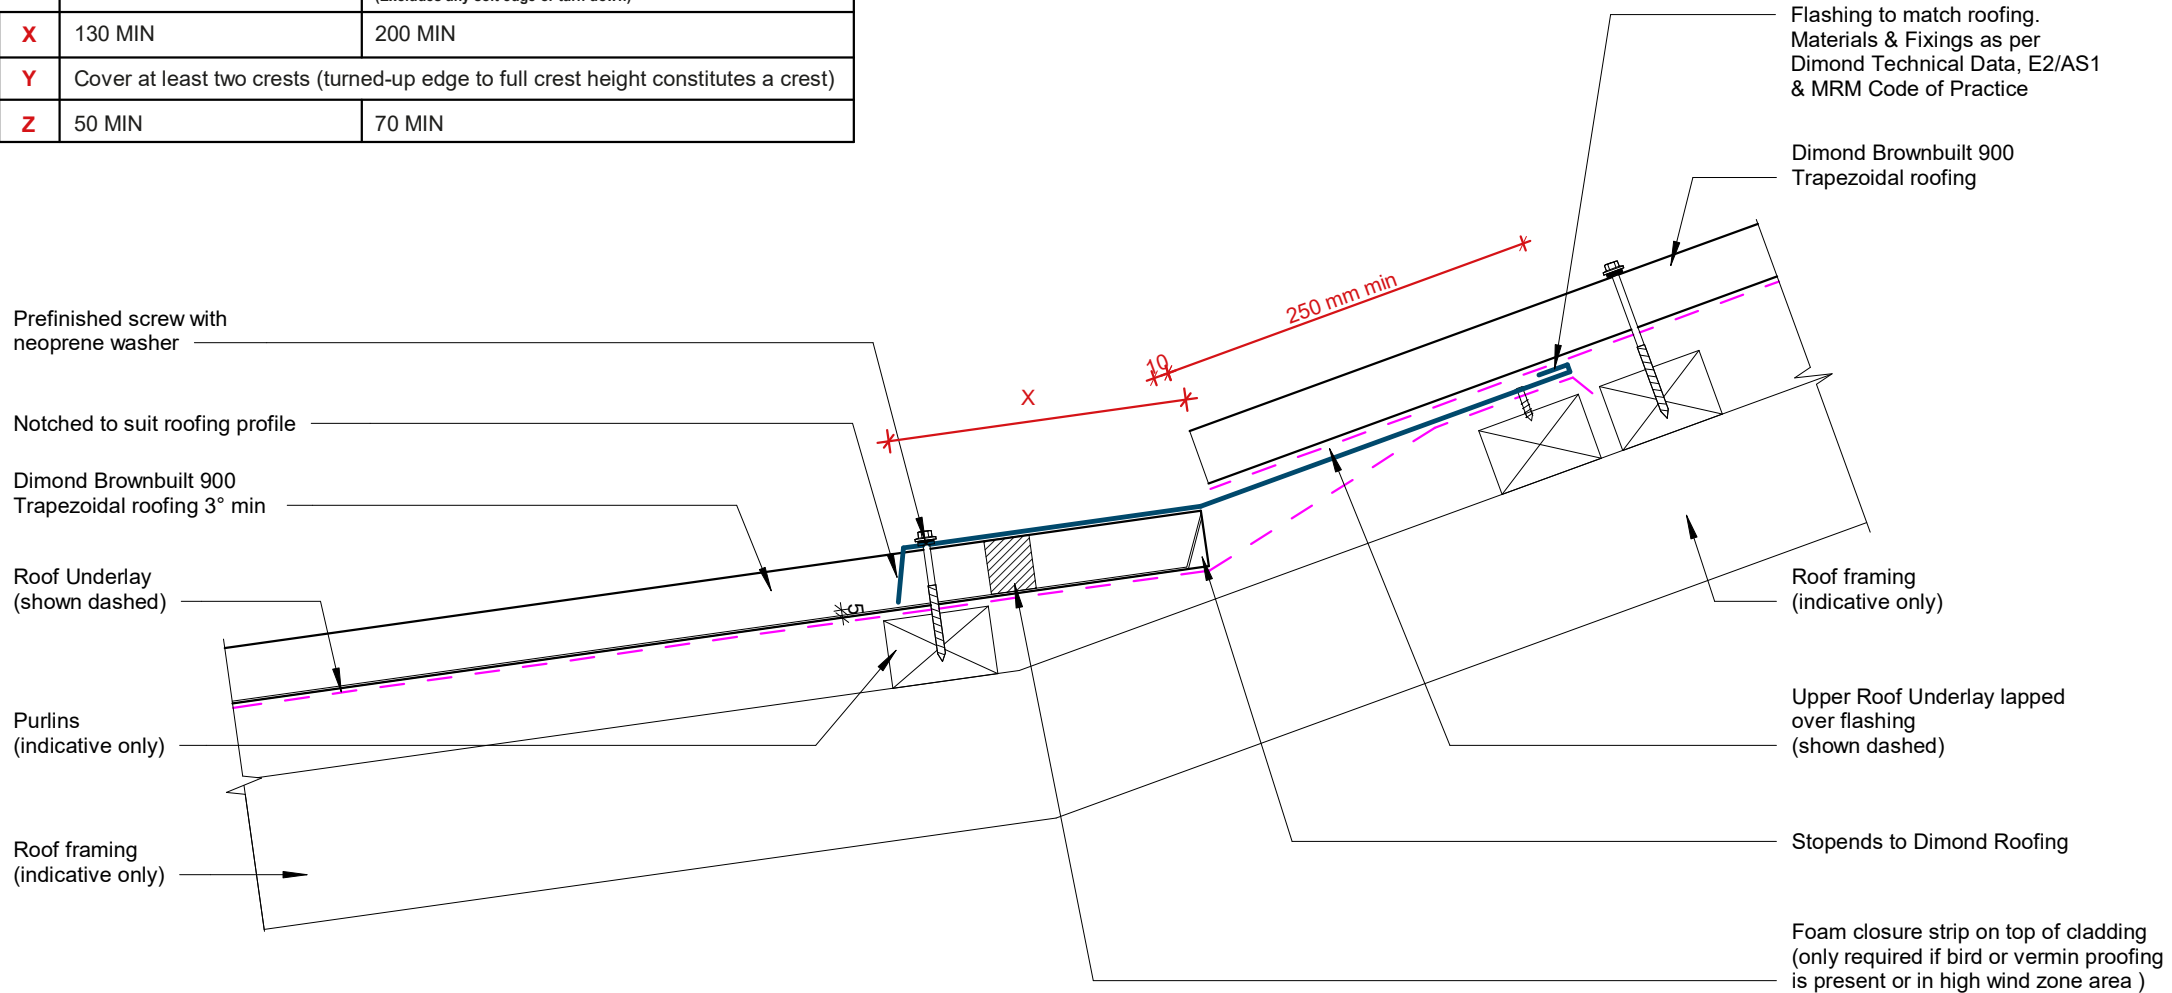 X 130 MIN 200 MIN
Y Cover at least two crests (turned-up edge to full crest height constitutes a crest)
Z 50 MIN 70 MIN
Flashing to match roofing.
Materials & Fixings as per
Dimond Technical Data, E2/AS1
& MRM Code of Practice
Dimond Brownbuilt 900
Trapezoidal roofing
250 mm min
10
X
Prefinished screw with
neoprene washer
Notched to suit roofing profile
Dimond Brownbuilt 900
Trapezoidal roofing 3° min
Roof Underlay
(shown dashed)
5
Purlins
(indicative only)
Roof framing
(indicative only)
Roof framing
(indicative only)
Upper Roof Underlay lapped
over flashing
(shown dashed)
Stopends to Dimond Roofing
Foam closure strip on top of cladding
(only required if bird or vermin proofing
is present or in high wind zone area )